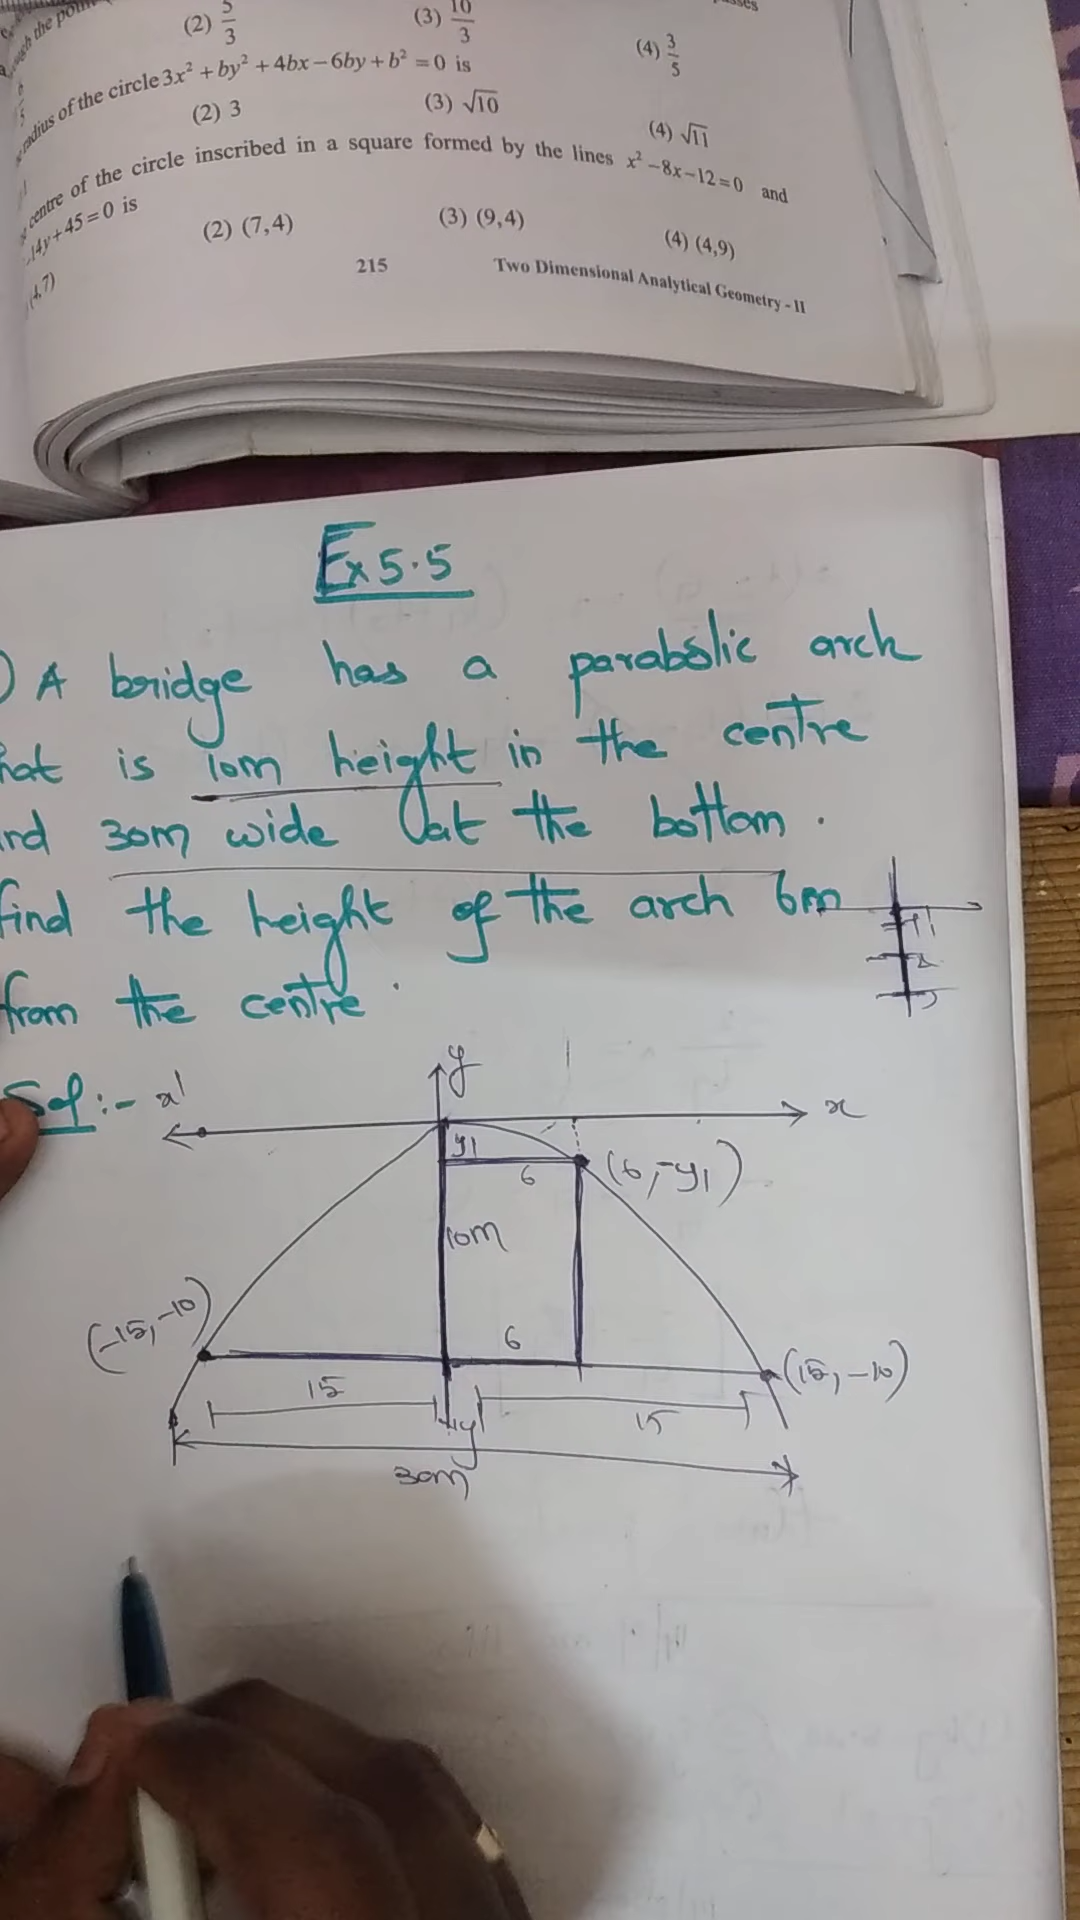 (2) 5/3 (3) 10/3 (4) 3/5
radius of the circle 3x² + by² + 4bx − 6by + b² = 0 is
(2) 3 (3) √10 (4) √11
centre of the circle inscribed in a square formed by the lines x² − 8x − 12 = 0 and
14y + 45 = 0 is
(4,7) (2) (7,4) (3) (9,4) (4) (4,9)
215 Two Dimensional Analytical Geometry - II
Ex 5.5
) A bridge has a parabolic arch
hat is 10m height in the centre
nd 30m wide at the bottom.
find the height of the arch 6m
from the centre.
Sol :-
x' y x
y1
6 (6, -y1)
10m
(-15, -10) 6 (15, -10)
15 15
30m